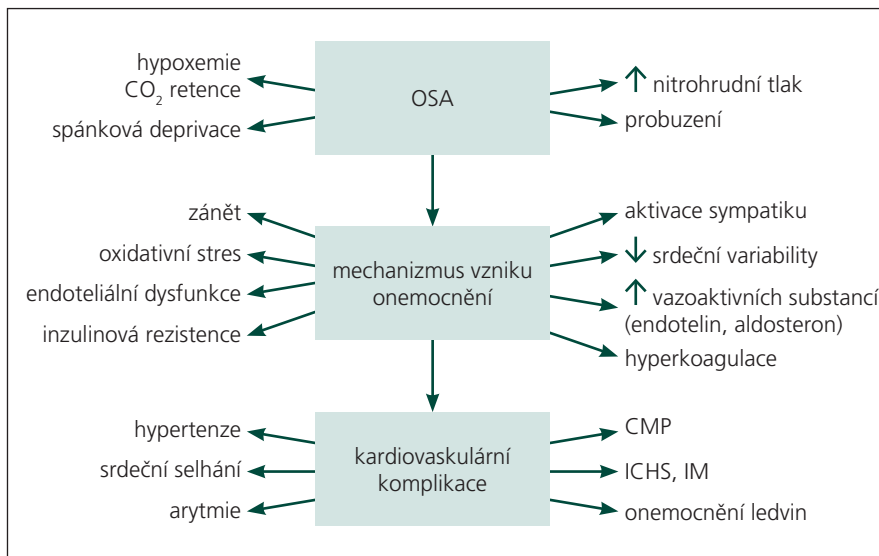 hypoxemie
CO₂ retence
spánková deprivace
OSA
↑ nitrohrudní tlak
probuzení
zánět
oxidativní stres
endoteliální dysfunkce
inzulinová rezistence
mechanizmus vzniku
onemocnění
aktivace sympatiku
↓ srdeční variability
↑ vazoaktivních substancí
(endotelin, aldosteron)
hyperkoagulace
hypertenze
srdeční selhání
arytmie
kardiovaskulární
komplikace
CMP
ICHS, IM
onemocnění ledvin